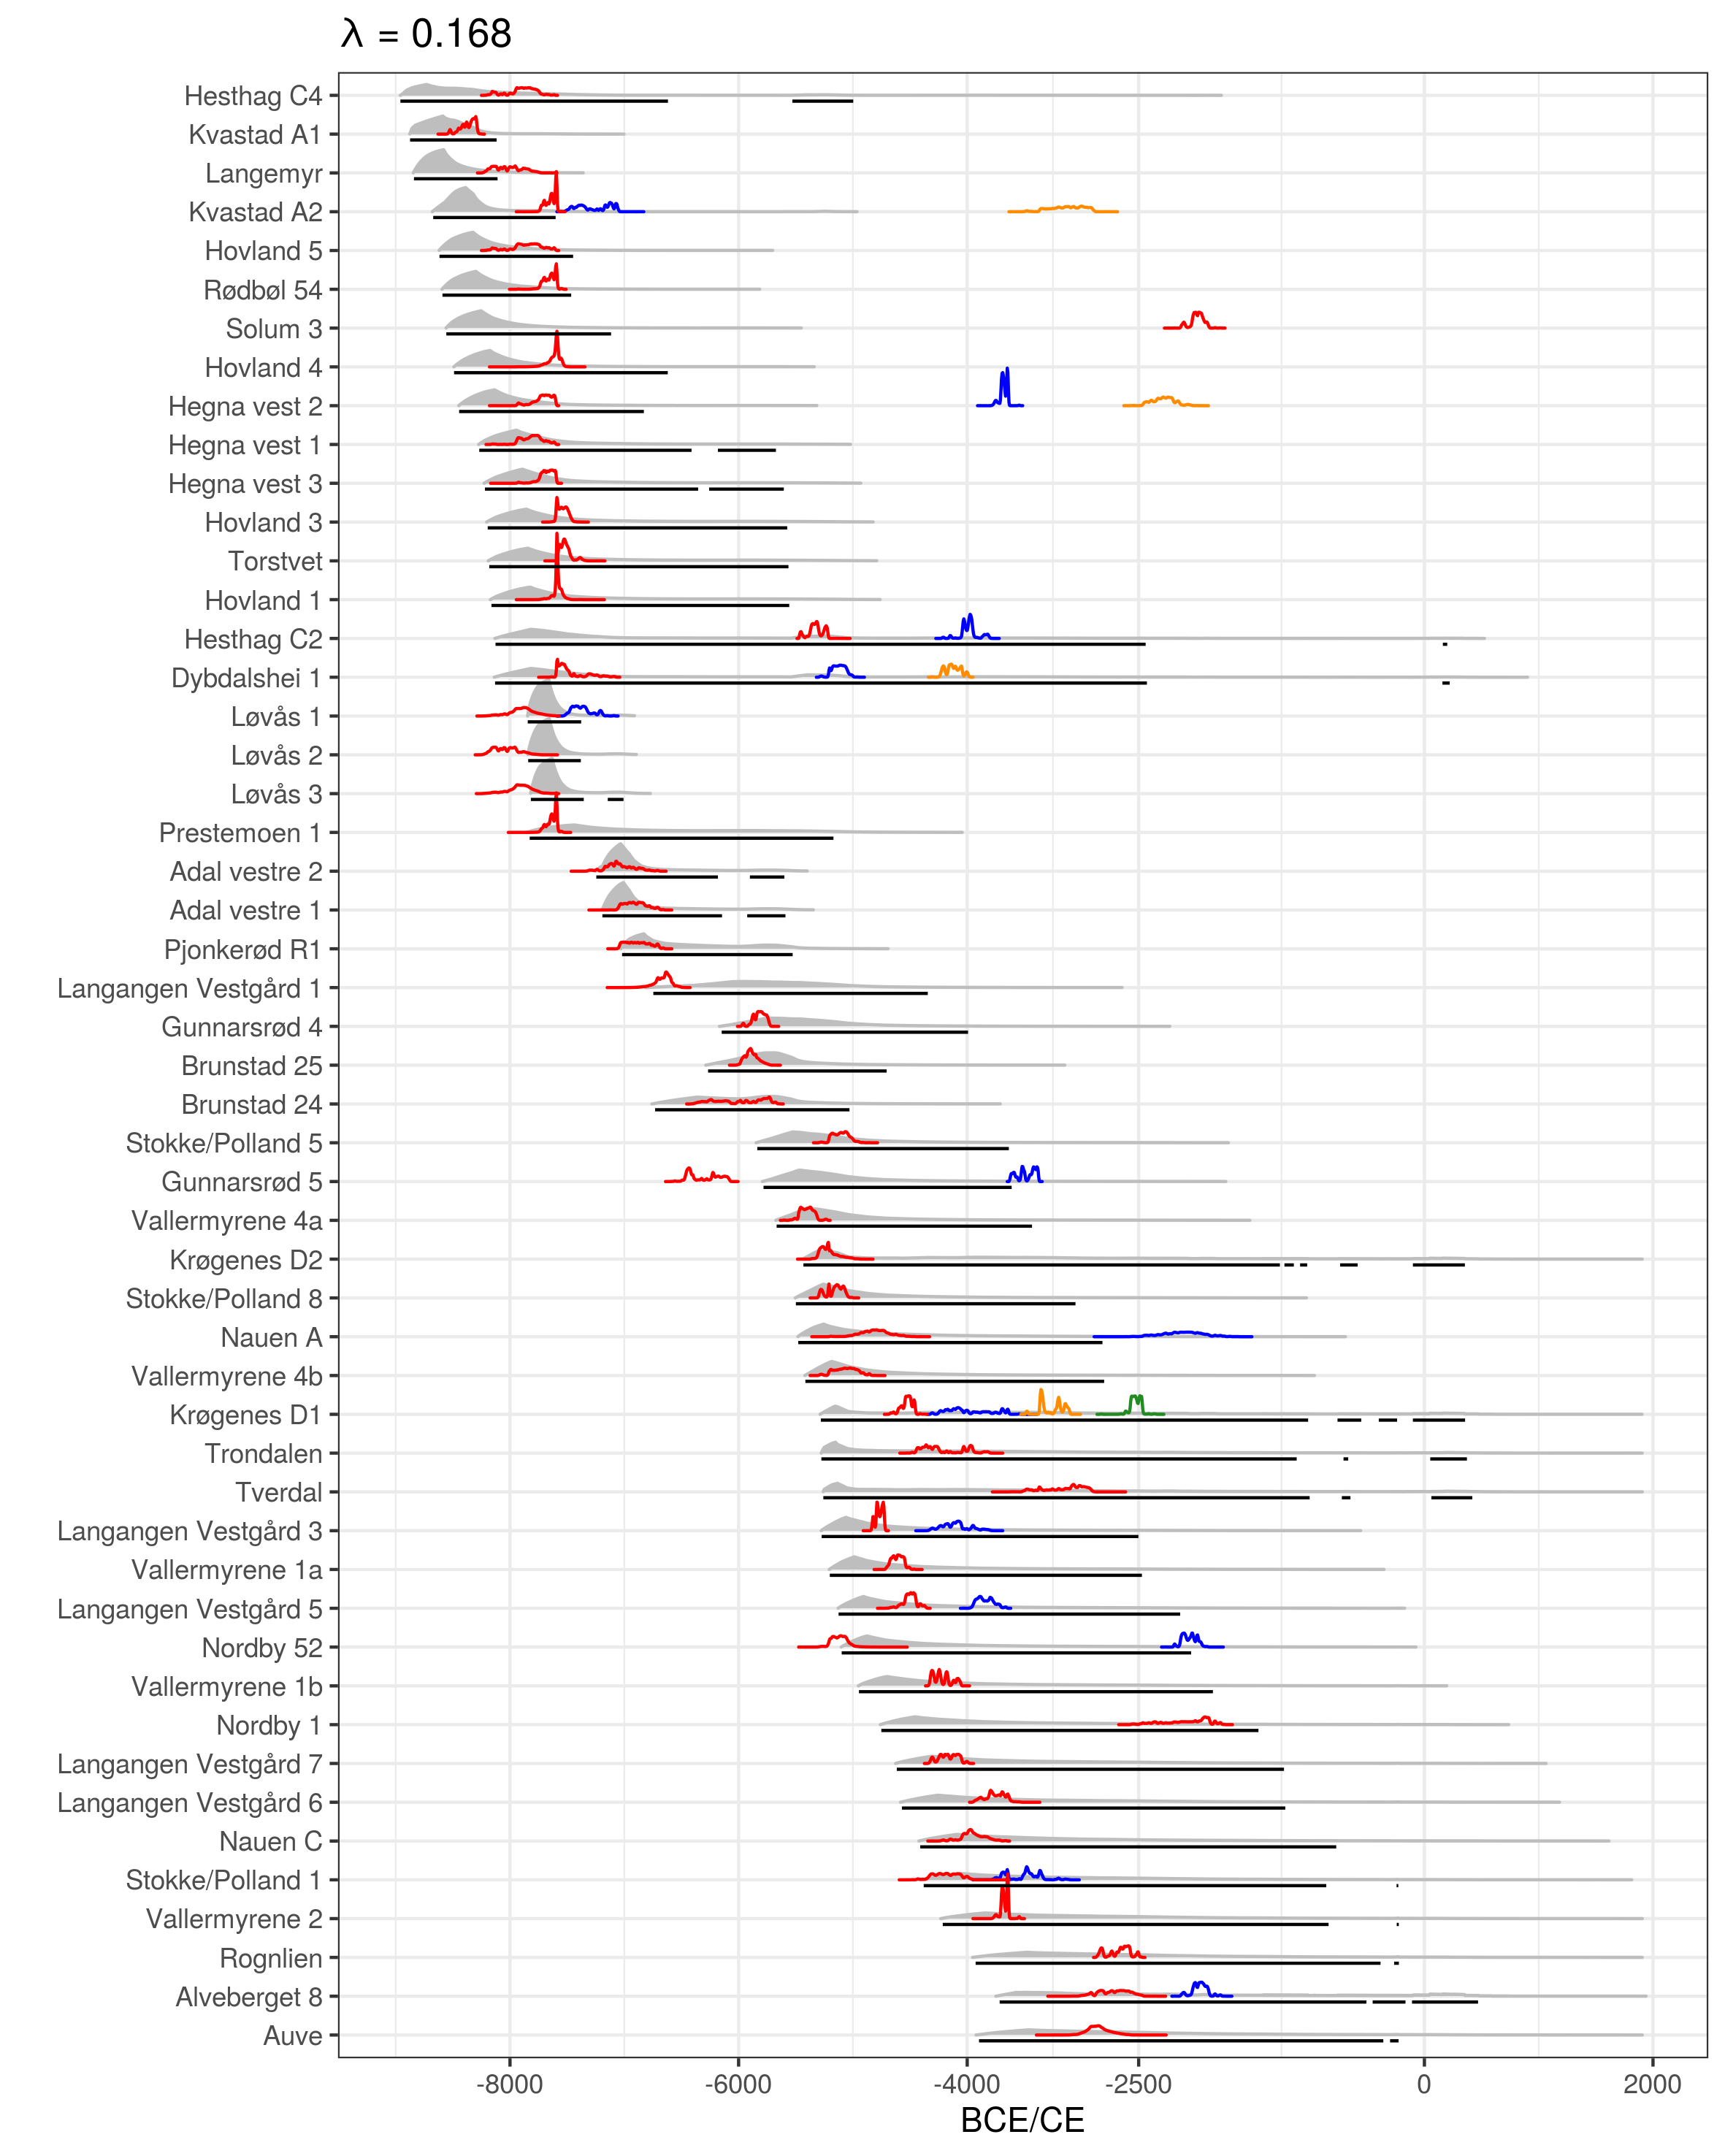 λ = 0.168
Hesthag C4
Kvastad A1
Langemyr
Kvastad A2
Hovland 5
Rødbøl 54
Solum 3
Hovland 4
Hegna vest 2
Hegna vest 1
Hegna vest 3
Hovland 3
Torstvet
Hovland 1
Hesthag C2
Dybdalshei 1
Løvås 1
Løvås 2
Løvås 3
Prestemoen 1
Adal vestre 2
Adal vestre 1
Pjonkerød R1
Langangen Vestgård 1
Gunnarsrød 4
Brunstad 25
Brunstad 24
Stokke/Polland 5
Gunnarsrød 5
Vallermyrene 4a
Krøgenes D2
Stokke/Polland 8
Nauen A
Vallermyrene 4b
Krøgenes D1
Trondalen
Tverdal
Langangen Vestgård 3
Vallermyrene 1a
Langangen Vestgård 5
Nordby 52
Vallermyrene 1b
Nordby 1
Langangen Vestgård 7
Langangen Vestgård 6
Nauen C
Stokke/Polland 1
Vallermyrene 2
Rognlien
Alveberget 8
Auve
-8000 -6000 -4000 -2500 0 2000
BCE/CE